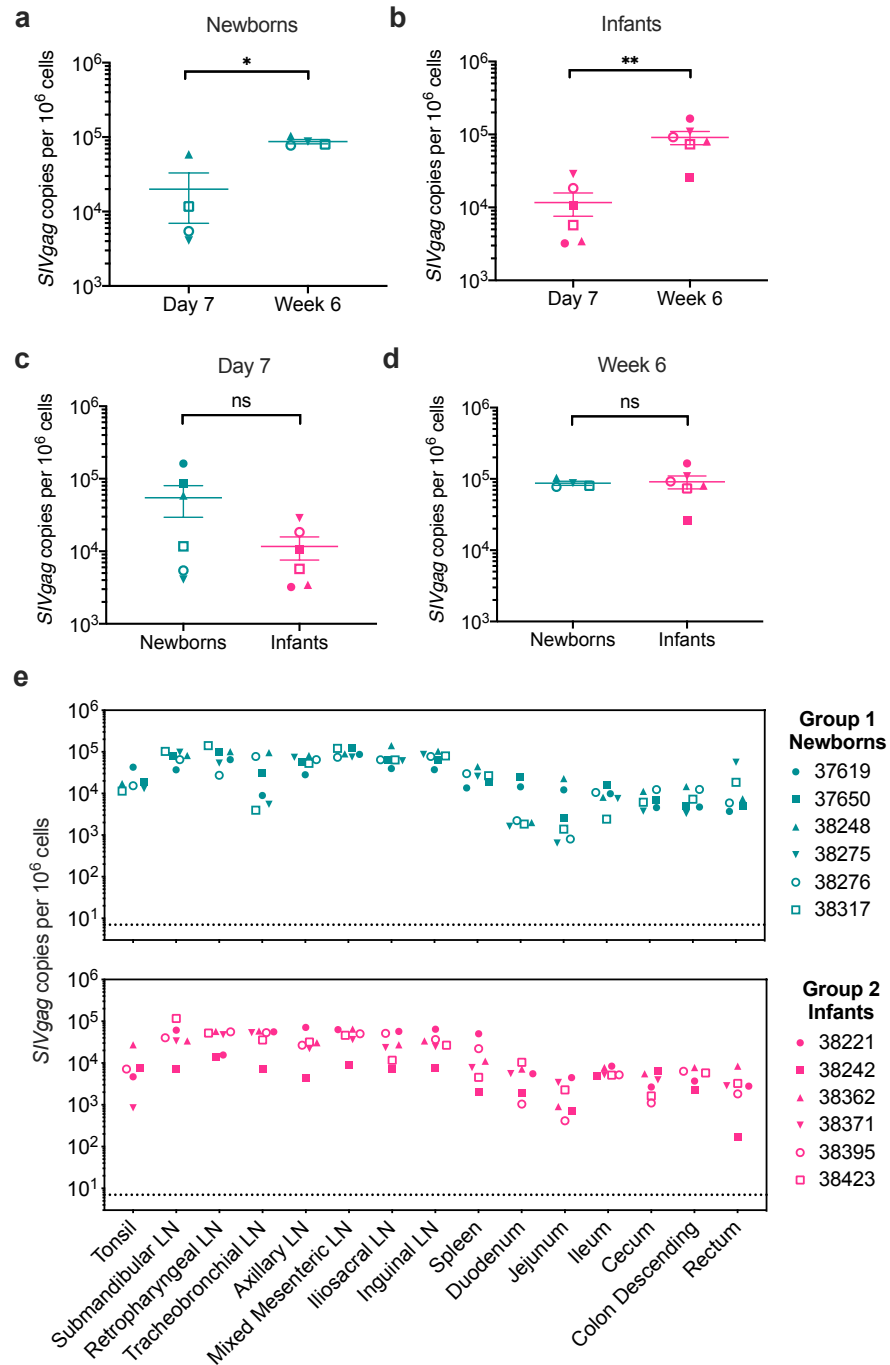 a
Newborns
SIVgag copies per 10⁶ cells
10⁶
10⁵
10⁴
10³
*
Day 7
Week 6
b
Infants
SIVgag copies per 10⁶ cells
10⁶
10⁵
10⁴
10³
**
Day 7
Week 6
c
Day 7
SIVgag copies per 10⁶ cells
10⁶
10⁵
10⁴
10³
ns
Newborns
Infants
d
Week 6
SIVgag copies per 10⁶ cells
10⁶
10⁵
10⁴
10³
ns
Newborns
Infants
e
SIVgag copies per 10⁶ cells
10⁶
10⁵
10⁴
10³
10²
10¹
Group 1
Newborns
37619
37650
38248
38275
38276
38317
10⁶
10⁵
10⁴
10³
10²
10¹
Group 2
Infants
38221
38242
38362
38371
38395
38423
Tonsil
Submandibular LN
Retropharyngeal LN
Tracheobronchial LN
Axillary LN
Mixed Mesenteric LN
Iliosacral LN
Inguinal LN
Spleen
Duodenum
Jejunum
Ileum
Cecum
Colon Descending
Rectum